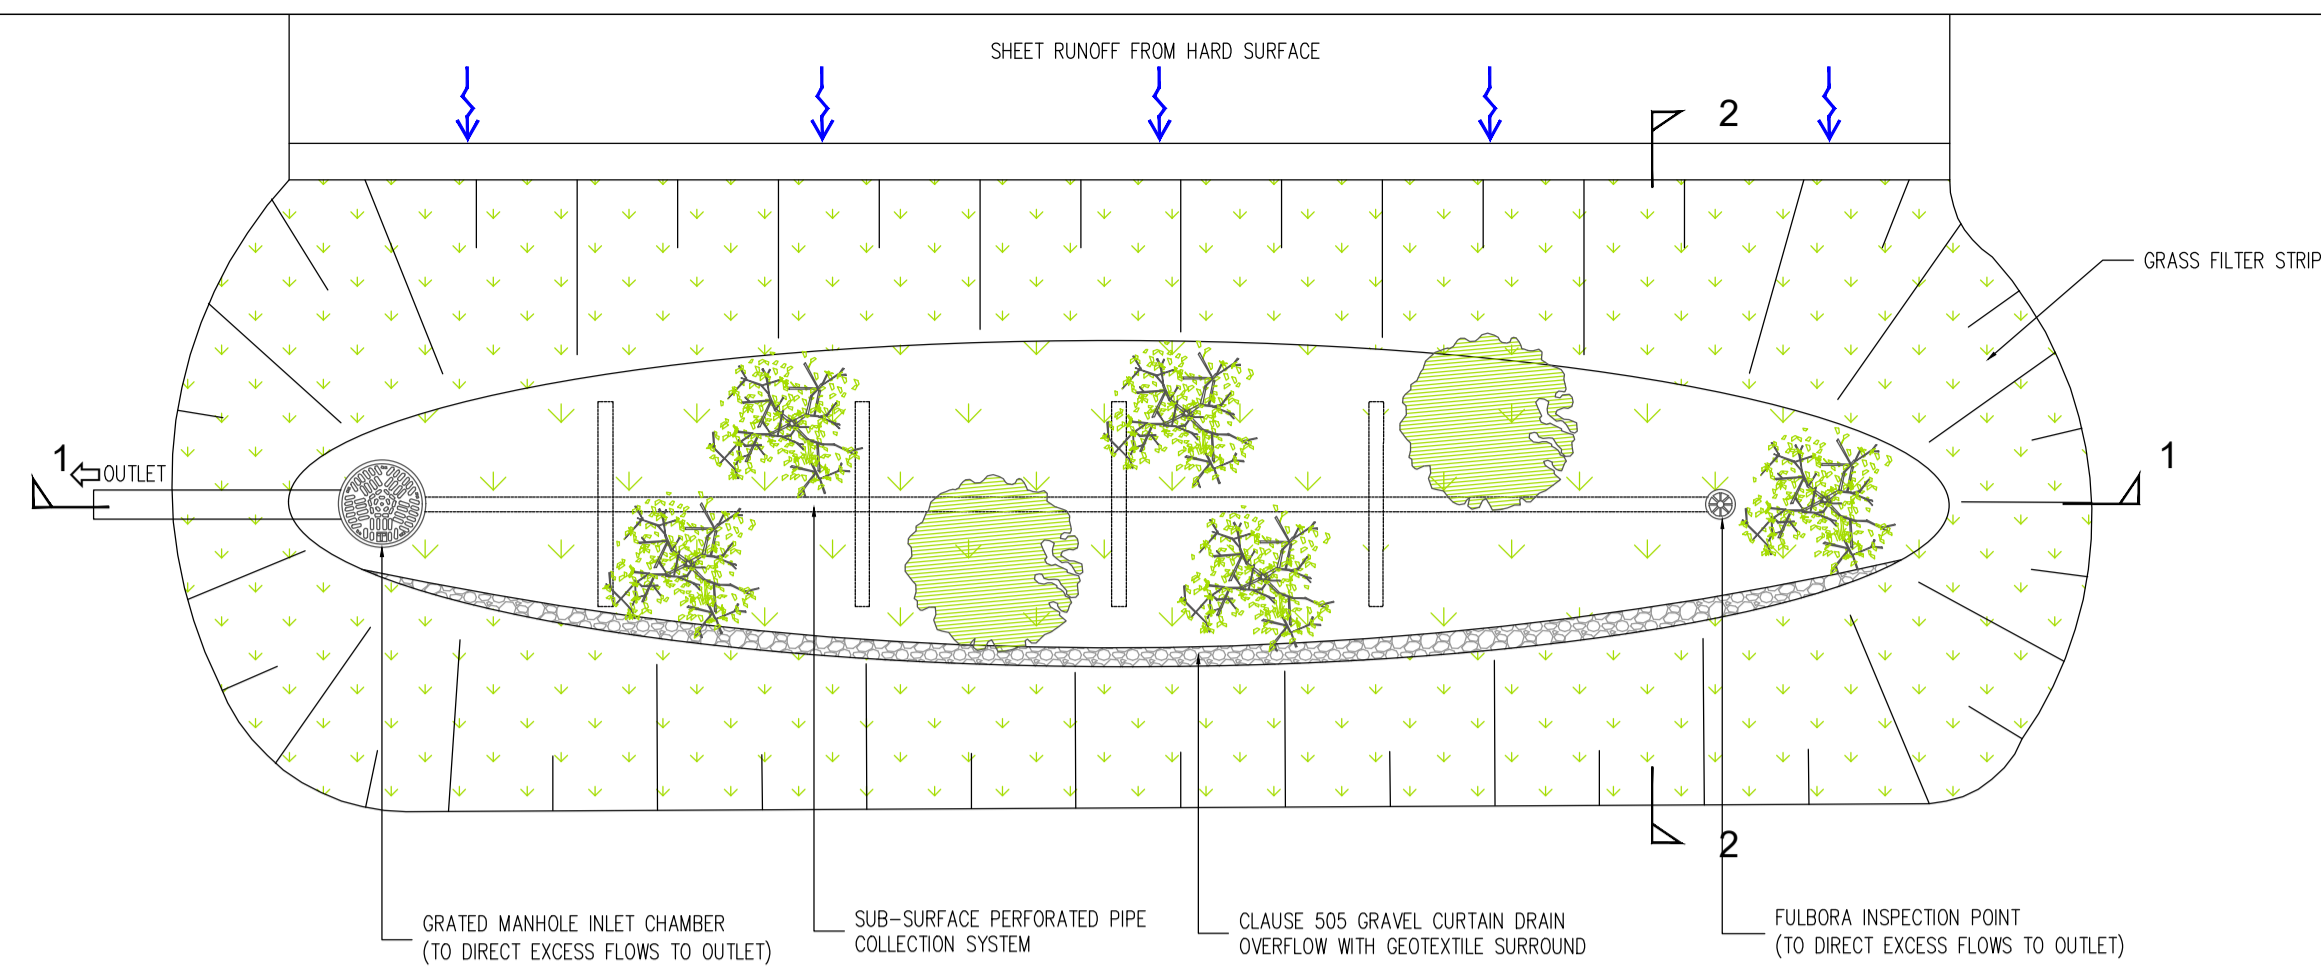 SHEET RUNOFF FROM HARD SURFACE
2
GRASS FILTER STRIP
1
OUTLET
1
2
GRATED MANHOLE INLET CHAMBER
(TO DIRECT EXCESS FLOWS TO OUTLET)
SUB-SURFACE PERFORATED PIPE
COLLECTION SYSTEM
CLAUSE 505 GRAVEL CURTAIN DRAIN
OVERFLOW WITH GEOTEXTILE SURROUND
FULBORA INSPECTION POINT
(TO DIRECT EXCESS FLOWS TO OUTLET)